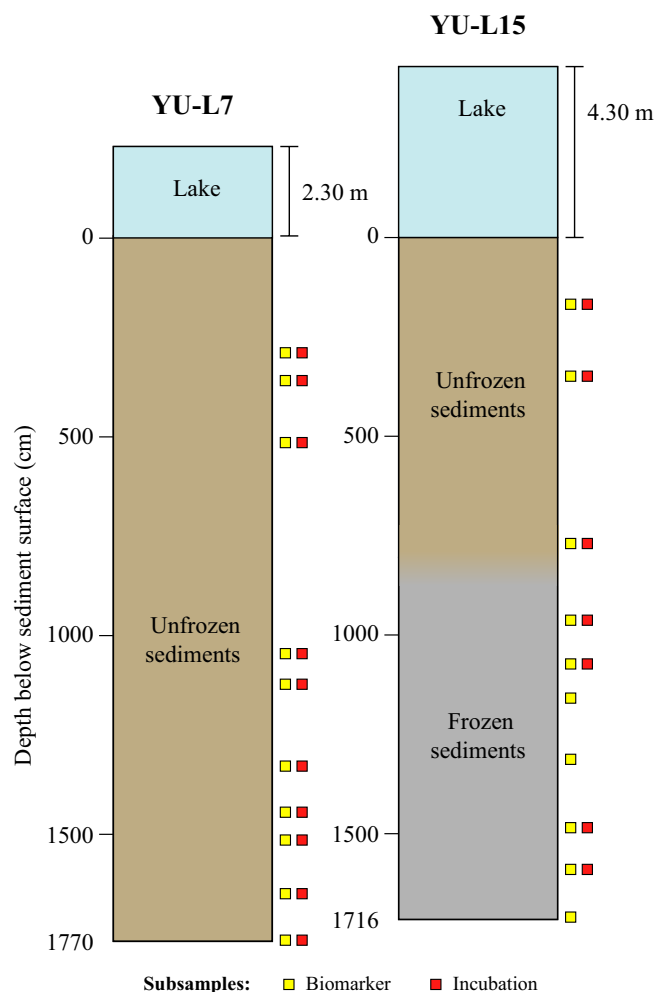 YU-L15
YU-L7
Lake
4.30 m
Lake
2.30 m
0
0
Unfrozen
sediments
500
500
Depth below sediment surface (cm)
Unfrozen
sediments
1000
1000
Frozen
sediments
1500
1500
1770
1716
Subsamples: Biomarker Incubation